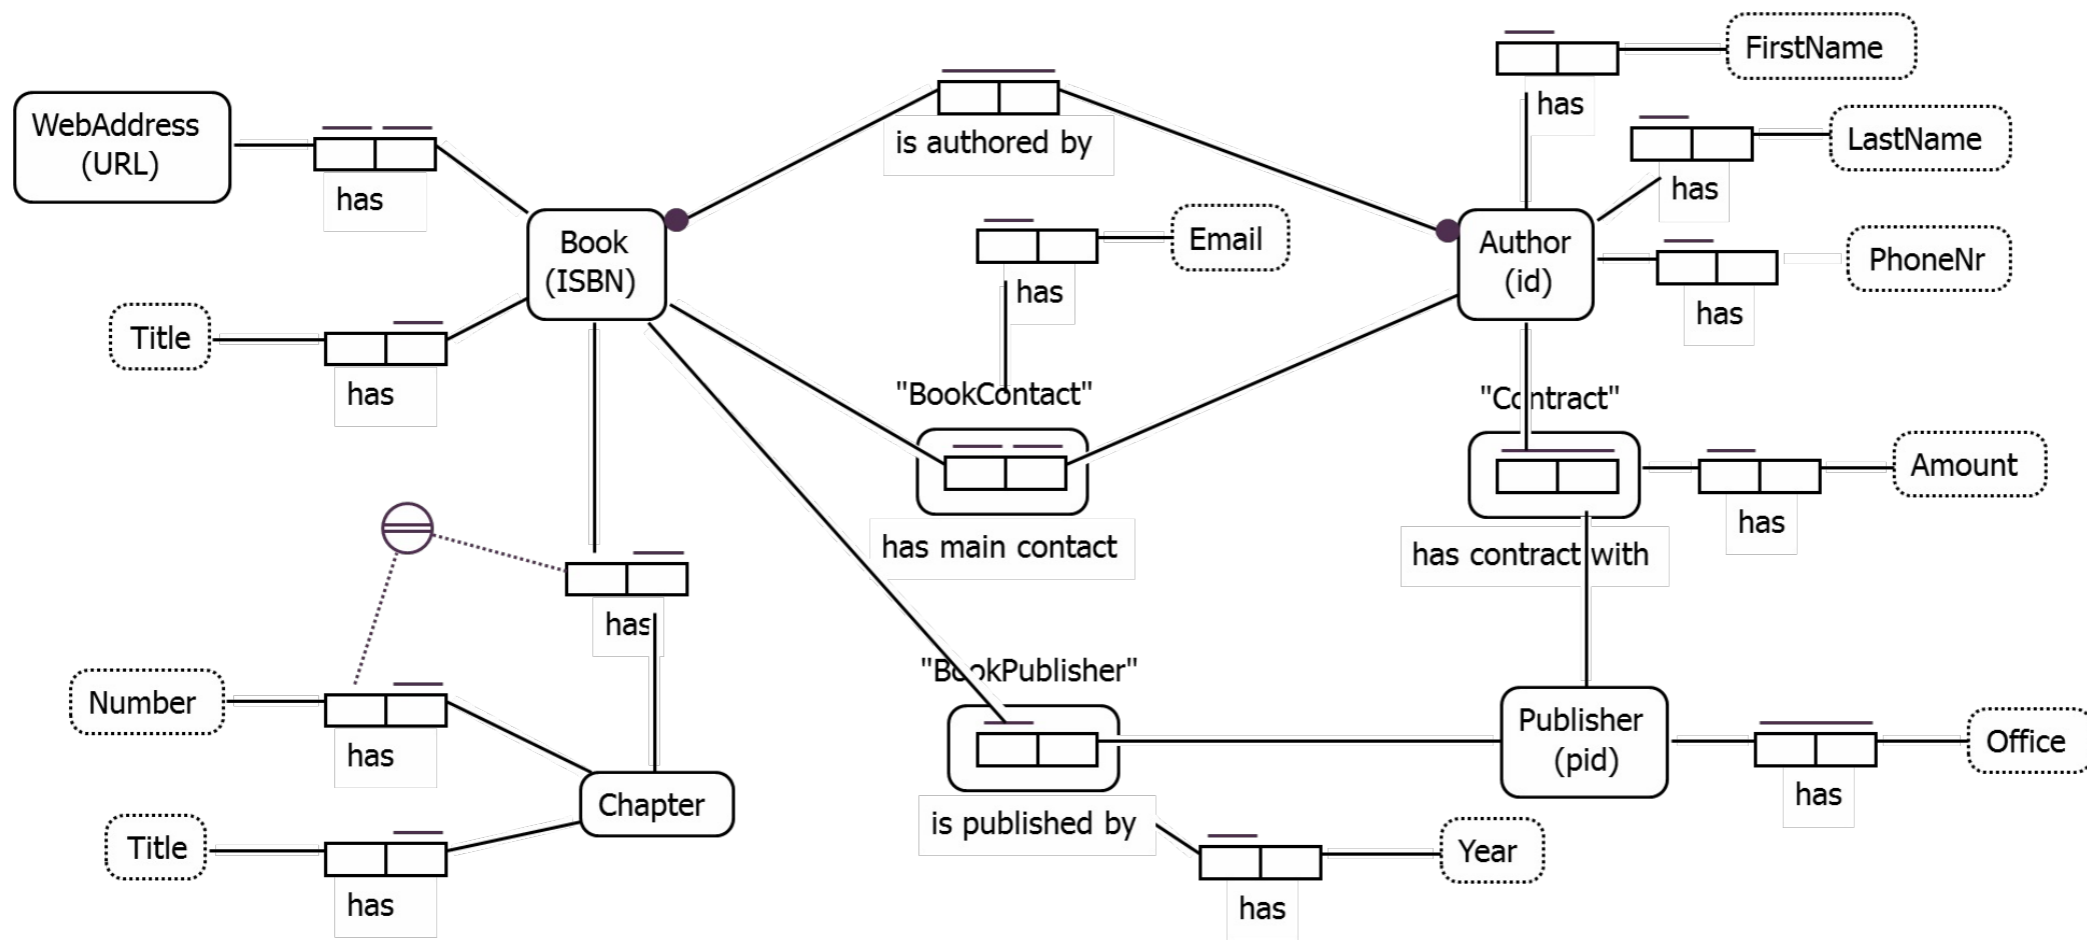 FirstName
has
WebAddress
(URL)
has
is authored by
LastName
has
Book
(ISBN)
Email
has
Author
(id)
PhoneNr
has
Title
has
"BookContact"
has main contact
"Contract"
has contract with
Amount
has
has
Number
has
"BookPublisher"
is published by
Publisher
(pid)
Office
has
Chapter
Title
has
Year
has